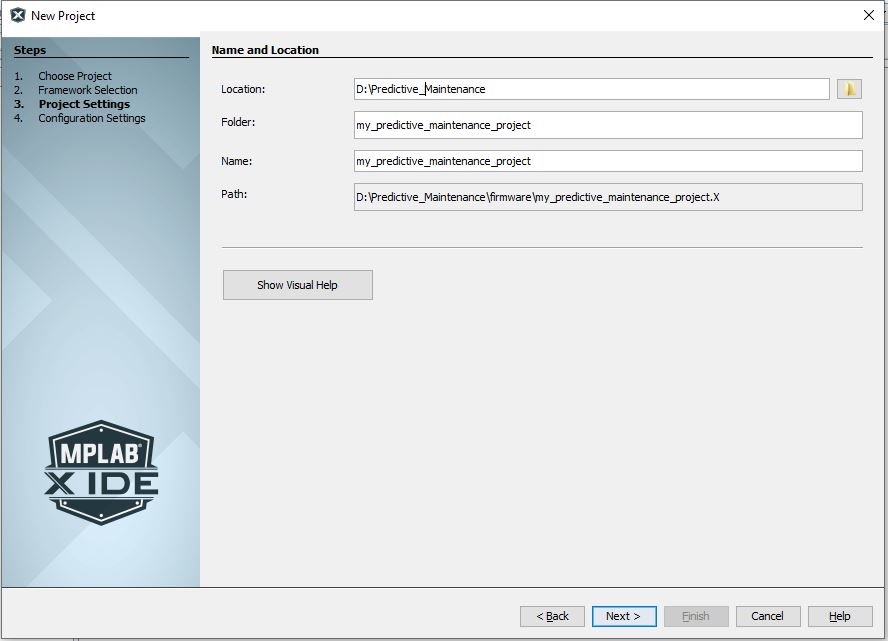 New Project
Steps
1. Choose Project
2. Framework Selection
3. Project Settings
4. Configuration Settings
MPLAB®
X IDE
Name and Location
Location: D:\Predictive_Maintenance
Folder: my_predictive_maintenance_project
Name: my_predictive_maintenance_project
Path: D:\Predictive_Maintenance\firmware\my_predictive_maintenance_project.X
Show Visual Help
< Back Next > Finish Cancel Help